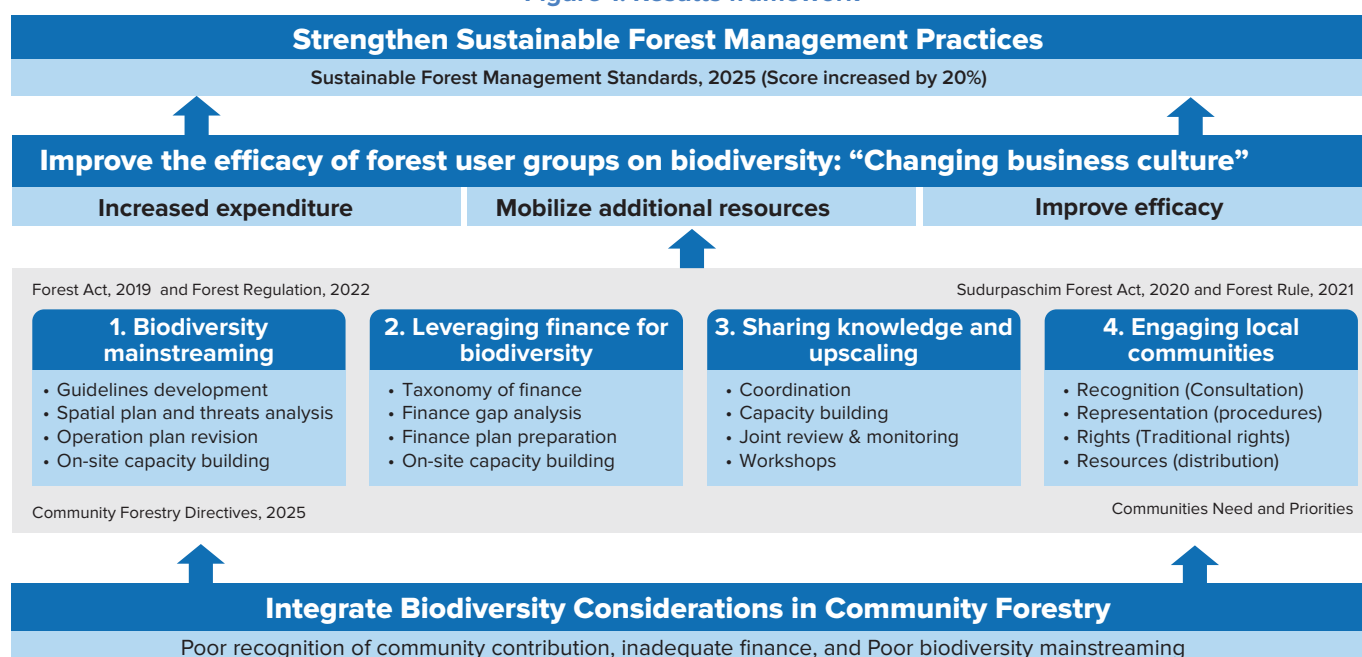 Figure 1. Results framework
Strengthen Sustainable Forest Management Practices
Sustainable Forest Management Standards, 2025 (Score increased by 20%)
Improve the efficacy of forest user groups on biodiversity: “Changing business culture”
Increased expenditure
Mobilize additional resources
Improve efficacy
Forest Act, 2019 and Forest Regulation, 2022
Sudurpaschim Forest Act, 2020 and Forest Rule, 2021
1. Biodiversity
mainstreaming
• Guidelines development
• Spatial plan and threats analysis
• Operation plan revision
• On-site capacity building
2. Leveraging finance for
biodiversity
• Taxonomy of finance
• Finance gap analysis
• Finance plan preparation
• On-site capacity building
3. Sharing knowledge and
upscaling
• Coordination
• Capacity building
• Joint review & monitoring
• Workshops
4. Engaging local
communities
• Recognition (Consultation)
• Representation (procedures)
• Rights (Traditional rights)
• Resources (distribution)
Community Forestry Directives, 2025
Communities Need and Priorities
Integrate Biodiversity Considerations in Community Forestry
Poor recognition of community contribution, inadequate finance, and Poor biodiversity mainstreaming